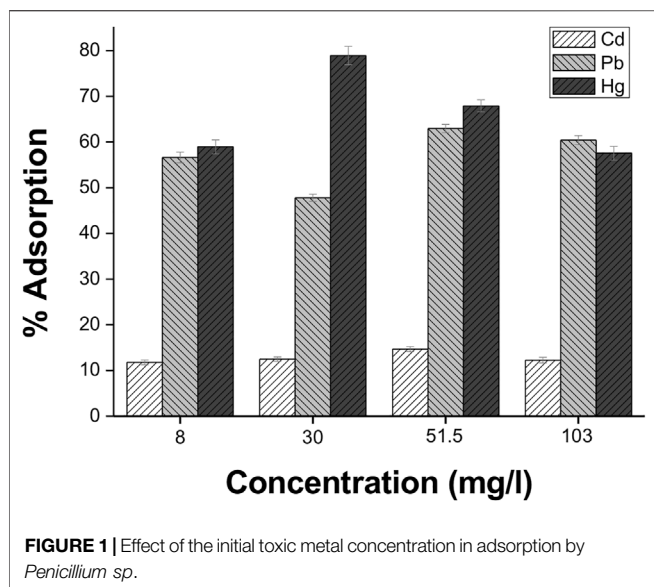 % Adsorption
80
70
60
50
40
30
20
10
0
Cd
Pb
Hg
8 30 51.5 103
Concentration (mg/l)
FIGURE 1 | Effect of the initial toxic metal concentration in adsorption by
Penicillium sp.